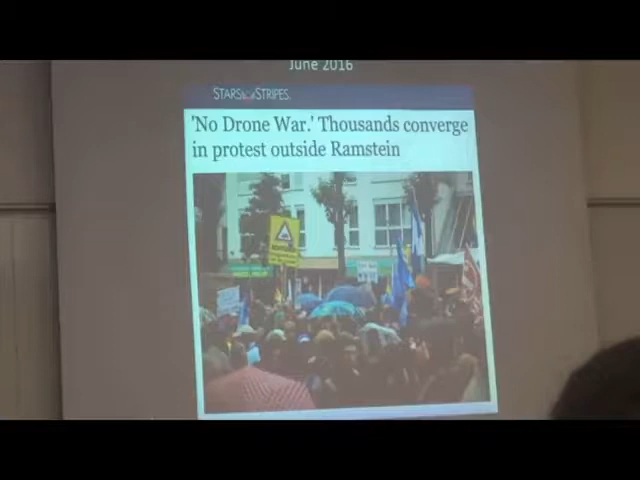 June 2016
STARS AND STRIPES.
'No Drone War.' Thousands converge
in protest outside Ramstein